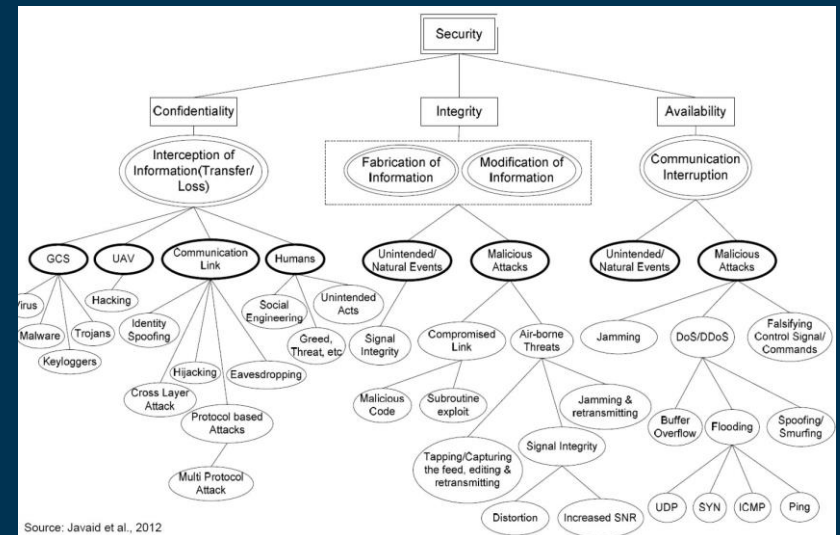 Security
Confidentiality
Integrity
Availability
Interception of
Information(Transfer/
Loss)
Fabrication of
Information
Modification of
Information
Communication
Interruption
GCS
UAV
Communication
Link
Humans
Unintended/
Natural Events
Malicious
Attacks
Unintended/
Natural Events
Malicious
Attacks
Virus
Malware
Keyloggers
Trojans
Hacking
Identity
Spoofing
Cross Layer
Attack
Hijacking
Protocol based
Attacks
Multi Protocol
Attack
Eavesdropping
Social
Engineering
Greed,
Threat, etc
Unintended
Acts
Signal
Integrity
Compromised
Link
Air-borne
Threats
Malicious
Code
Subroutine
exploit
Tapping/Capturing
the feed, editing &
retransmitting
Signal Integrity
Jamming &
retransmitting
Distortion
Increased SNR
Jamming
DoS/DDoS
Falsifying
Control Signal/
Commands
Buffer
Overflow
Flooding
Spoofing/
Smurfing
UDP
SYN
ICMP
Ping
Source: Javaid et al., 2012